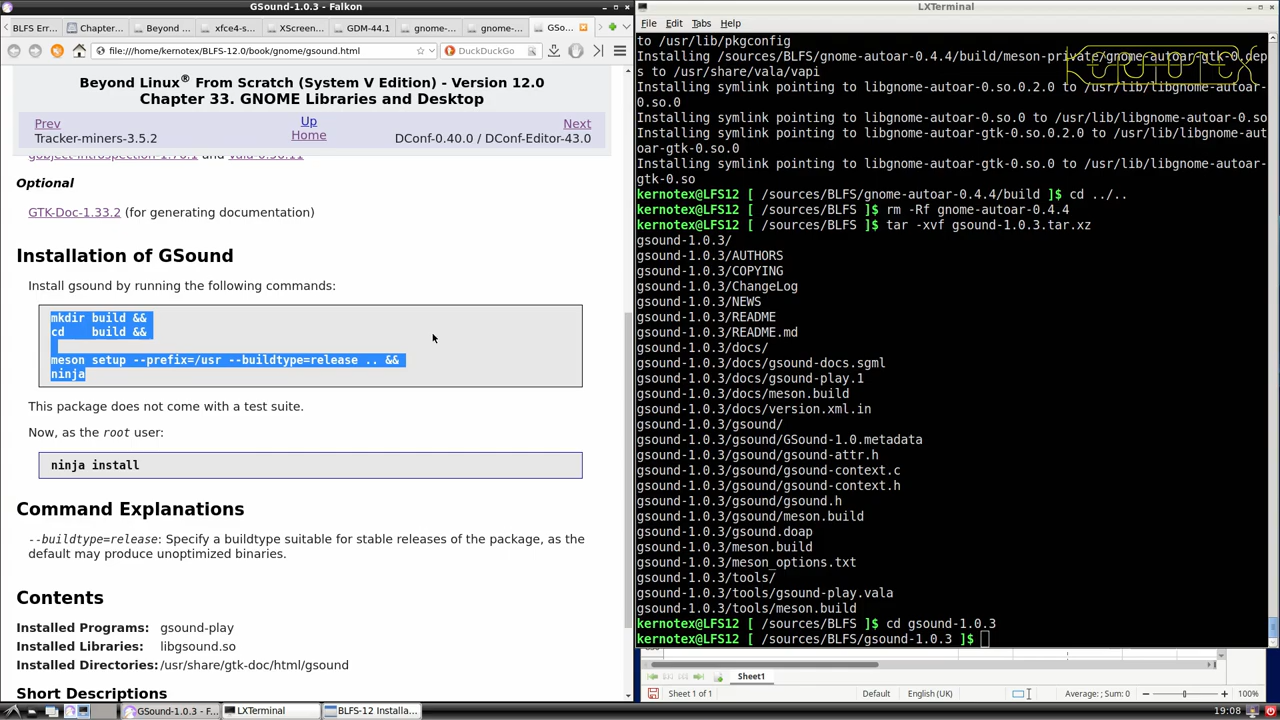 GSound-1.0.3 - Falkon
BLFS Err...
Chapter...
Beyond ...
xfce4-s...
XScreen...
GDM-44.1
gnome-...
gnome-...
GSo...
file:///home/kernotex/BLFS-12.0/book/gnome/gsound.html
DuckDuckGo
Beyond Linux® From Scratch (System V Edition) - Version 12.0
Chapter 33. GNOME Libraries and Desktop
Prev
Up
Next
Tracker-miners-3.5.2
Home
DConf-0.40.0 / DConf-Editor-43.0
gobject-introspection-1.76.1 and vala-0.56.11
Optional
GTK-Doc-1.33.2 (for generating documentation)
Installation of GSound
Install gsound by running the following commands:
mkdir build &&
cd    build &&
meson setup --prefix=/usr --buildtype=release .. &&
ninja
This package does not come with a test suite.
Now, as the root user:
ninja install
Command Explanations
--buildtype=release: Specify a buildtype suitable for stable releases of the package, as the
default may produce unoptimized binaries.
Contents
Installed Programs: gsound-play
Installed Libraries: libgsound.so
Installed Directories: /usr/share/gtk-doc/html/gsound
Short Descriptions
LXTerminal
File Edit Tabs Help
to /usr/lib/pkgconfig
Installing /sources/BLFS/gnome-autoar-0.4.4/build/meson-private/gnome-autoar-gtk-0.dep
s to /usr/share/vala/vapi
Installing symlink pointing to libgnome-autoar-0.so.0.2.0 to /usr/lib/libgnome-autoar-
0.so.0
Installing symlink pointing to libgnome-autoar-0.so.0 to /usr/lib/libgnome-autoar-0.so
Installing symlink pointing to libgnome-autoar-gtk-0.so.0.2.0 to /usr/lib/libgnome-aut
oar-gtk-0.so.0
Installing symlink pointing to libgnome-autoar-gtk-0.so.0 to /usr/lib/libgnome-autoar-
gtk-0.so
kernotex@LFS12 [ /sources/BLFS/gnome-autoar-0.4.4/build ]$ cd ../..
kernotex@LFS12 [ /sources/BLFS ]$ rm -Rf gnome-autoar-0.4.4
kernotex@LFS12 [ /sources/BLFS ]$ tar -xvf gsound-1.0.3.tar.xz
gsound-1.0.3/
gsound-1.0.3/AUTHORS
gsound-1.0.3/COPYING
gsound-1.0.3/ChangeLog
gsound-1.0.3/NEWS
gsound-1.0.3/README
gsound-1.0.3/README.md
gsound-1.0.3/docs/
gsound-1.0.3/docs/gsound-docs.sgml
gsound-1.0.3/docs/gsound-play.1
gsound-1.0.3/docs/meson.build
gsound-1.0.3/docs/version.xml.in
gsound-1.0.3/gsound/
gsound-1.0.3/gsound/GSound-1.0.metadata
gsound-1.0.3/gsound/gsound-attr.h
gsound-1.0.3/gsound/gsound-context.c
gsound-1.0.3/gsound/gsound-context.h
gsound-1.0.3/gsound/gsound.h
gsound-1.0.3/gsound/meson.build
gsound-1.0.3/gsound.doap
gsound-1.0.3/meson.build
gsound-1.0.3/meson_options.txt
gsound-1.0.3/tools/
gsound-1.0.3/tools/gsound-play.vala
gsound-1.0.3/tools/meson.build
kernotex@LFS12 [ /sources/BLFS ]$ cd gsound-1.0.3
kernotex@LFS12 [ /sources/BLFS/gsound-1.0.3 ]$
Sheet1
Sheet 1 of 1
Default
English (UK)
Average: ; Sum: 0
100%
GSound-1.0.3 - F...
LXTerminal
BLFS-12 Installa...
19:08